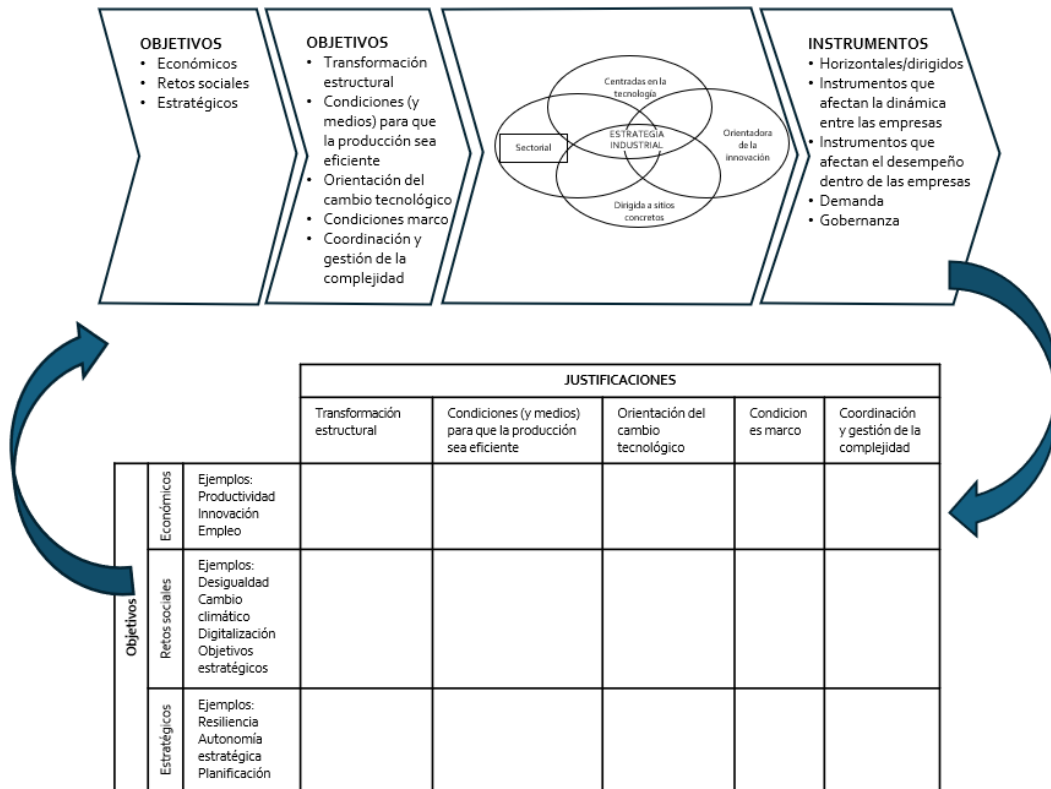 OBJETIVOS
• Económicos
• Retos sociales
• Estratégicos
OBJETIVOS
• Transformación
estructural
• Condiciones (y
medios) para que
la producción sea
eficiente
• Orientación del
cambio tecnológico
• Condiciones marco
• Coordinación y
gestión de la
complejidad
Centradas en la
tecnología
Sectorial
ESTRATEGIA
INDUSTRIAL
Orientadora
de la
innovación
Dirigida a sitios
concretos
INSTRUMENTOS
• Horizontales/dirigidos
• Instrumentos que
afectan la dinámica
entre las empresas
• Instrumentos que
afectan el desempeño
dentro de las empresas
• Demanda
• Gobernanza
JUSTIFICACIONES
Transformación
estructural
Condiciones (y medios)
para que la producción
sea eficiente
Orientación del
cambio
tecnológico
Condicion
es marco
Coordinación
y gestión de la
complejidad
Objetivos
Económicos
Ejemplos:
Productividad
Innovación
Empleo
Retos sociales
Ejemplos:
Desigualdad
Cambio
climático
Digitalización
Objetivos
estratégicos
Estratégicos
Ejemplos:
Resiliencia
Autonomía
estratégica
Planificación